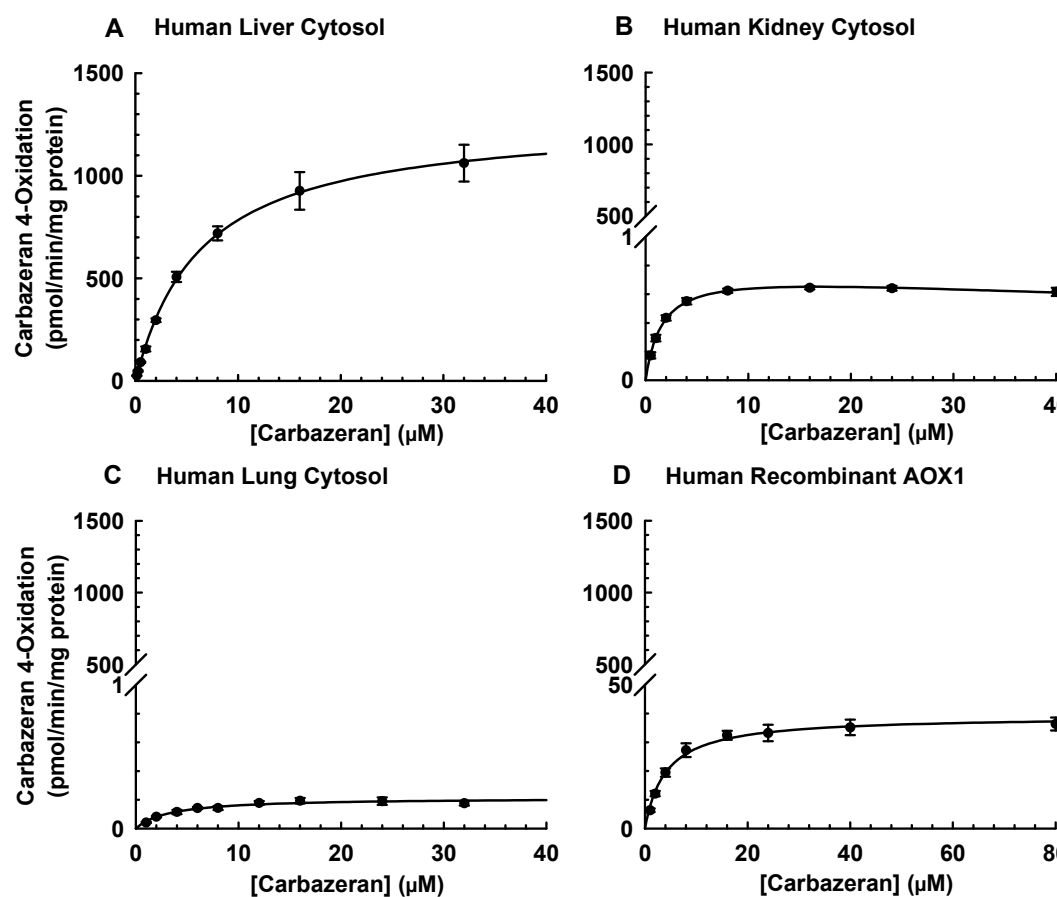 A Human Liver Cytosol
B Human Kidney Cytosol
Carbazeran 4-Oxidation
(pmol/min/mg protein)
1500
1000
500
0
0 10 20 30 40
[Carbazeran] (µM)
1500
1000
500
1
0
0 10 20 30 40
[Carbazeran] (µM)
C Human Lung Cytosol
D Human Recombinant AOX1
Carbazeran 4-Oxidation
(pmol/min/mg protein)
1500
1000
500
1
0
0 10 20 30 40
[Carbazeran] (µM)
1500
1000
500
50
0
0 20 40 60 80
[Carbazeran] (µM)